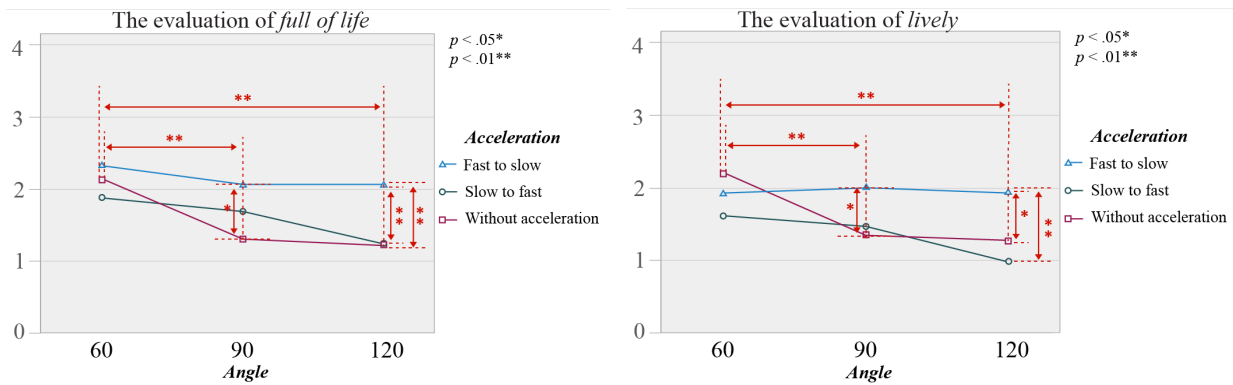 The evaluation of full of life
p < .05*
p < .01**
4
3
2
1
0
**
**
*
**
**
60
90
120
Angle
Acceleration
Fast to slow
Slow to fast
Without acceleration
The evaluation of lively
p < .05*
p < .01**
4
3
2
1
0
**
**
*
*
**
60
90
120
Angle
Acceleration
Fast to slow
Slow to fast
Without acceleration